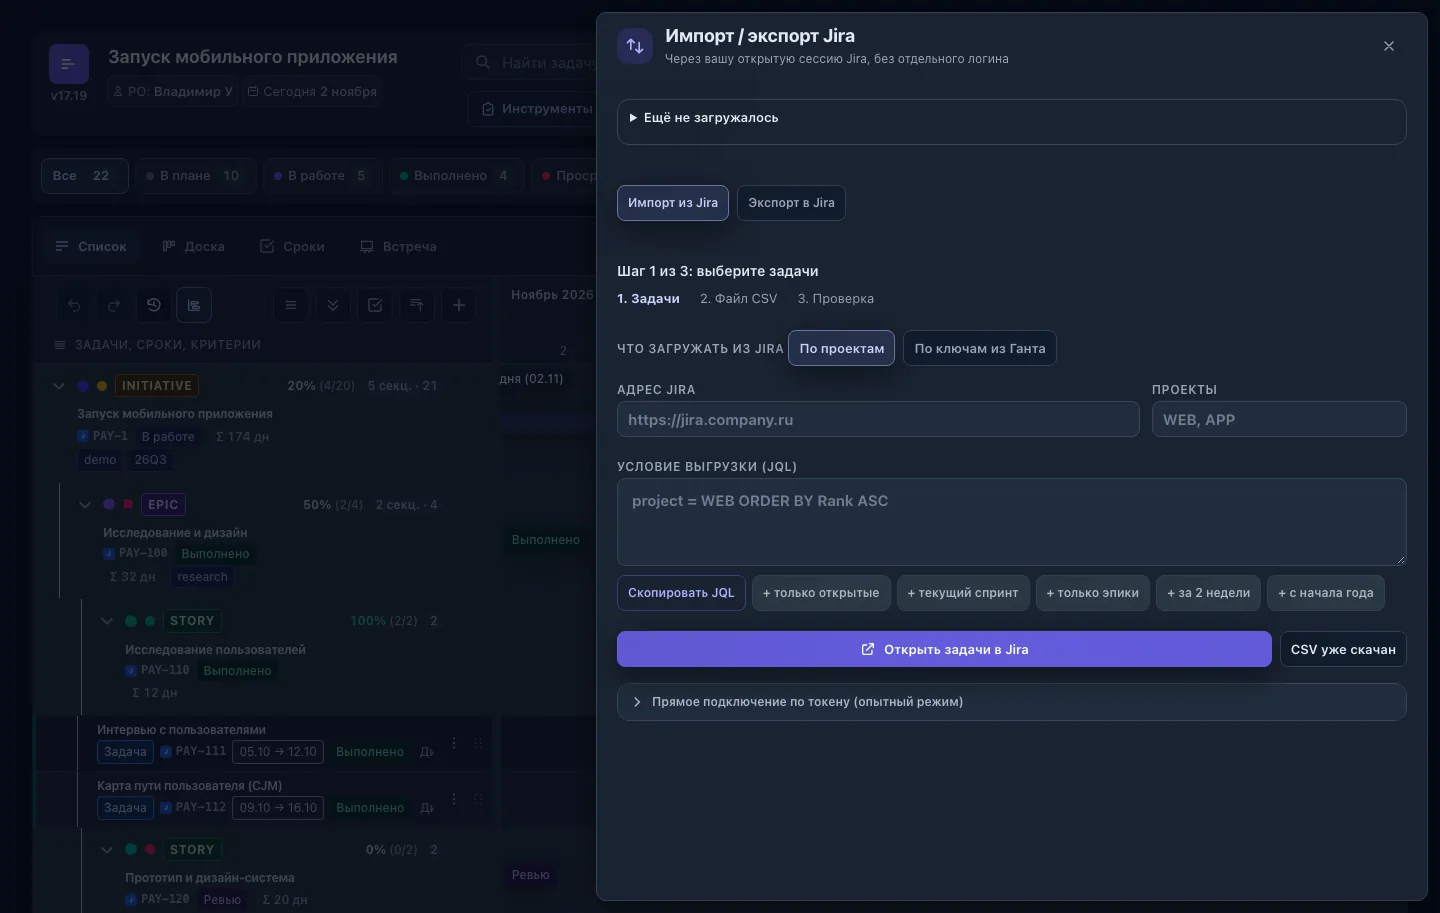 Запуск мобильного приложения
v17.19
PO: Владимир У
Сегодня 2 ноября
Найти задачу
Инструменты
Все 22
В плане 10
В работе 5
Выполнено 4
Проср
Список
Доска
Сроки
Встреча
Ноябрь 2026
ЗАДАЧИ, СРОКИ, КРИТЕРИИ
2
INITIATIVE
20% (4/20) 5 секц. · 21
дня (02.11)
Запуск мобильного приложения
PAY-1 В работе Σ 174 дн
demo 26Q3
EPIC
50% (2/4) 2 секц. · 4
Исследование и дизайн
PAY-100 Выполнено
Σ 32 дн research
Выполнено
STORY
100% (2/2) 2
Исследование пользователей
PAY-110 Выполнено
Σ 12 дн
Интервью с пользователями
Задача PAY-111 05.10 → 12.10 Выполнено Ди
Карта пути пользователя (CJM)
Задача PAY-112 09.10 → 16.10 Выполнено Ди
STORY
0% (0/2) 2
Прототип и дизайн-система
PAY-120 Ревью Σ 20 дн
Ревью
Импорт / экспорт Jira
Через вашу открытую сессию Jira, без отдельного логина
Ещё не загружалось
Импорт из Jira
Экспорт в Jira
Шаг 1 из 3: выберите задачи
1. Задачи 2. Файл CSV 3. Проверка
ЧТО ЗАГРУЖАТЬ ИЗ JIRA По проектам По ключам из Ганта
АДРЕС JIRA
ПРОЕКТЫ
https://jira.company.ru
WEB, APP
УСЛОВИЕ ВЫГРУЗКИ (JQL)
project = WEB ORDER BY Rank ASC
Скопировать JQL + только открытые + текущий спринт + только эпики + за 2 недели + с начала года
Открыть задачи в Jira
CSV уже скачан
Прямое подключение по токену (опытный режим)